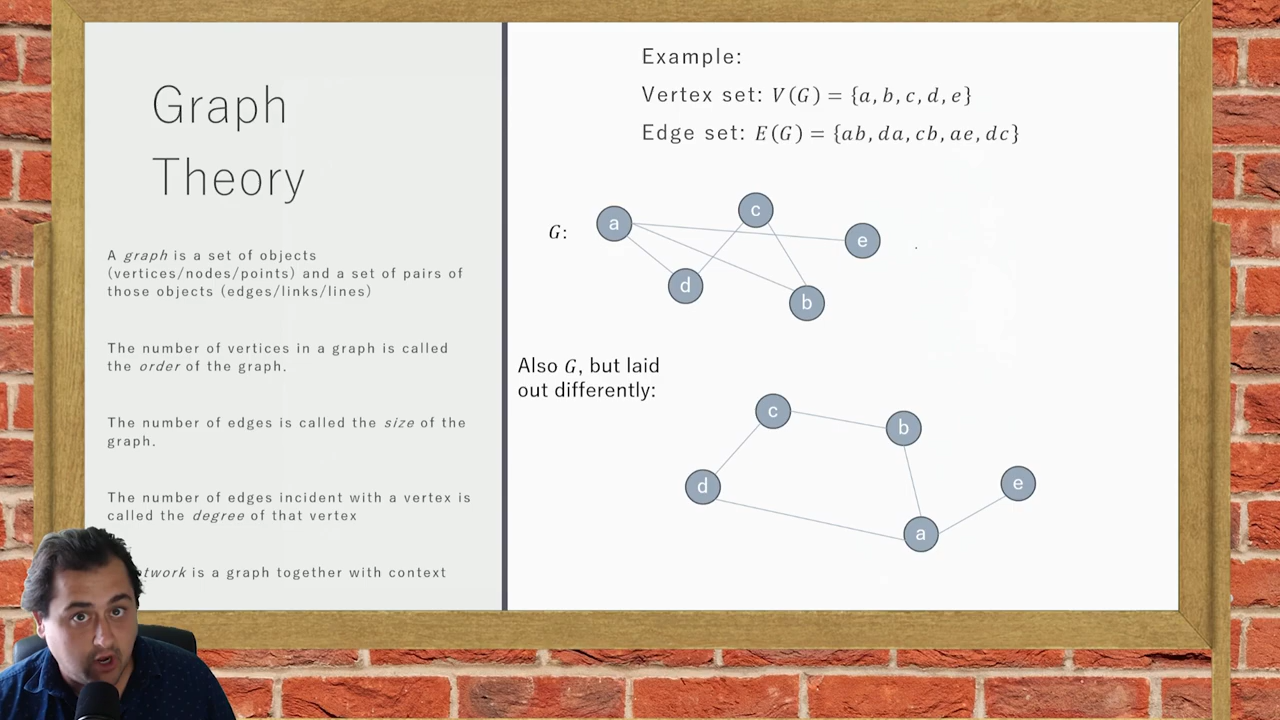 Graph
Theory
A graph is a set of objects
(vertices/nodes/points) and a set of pairs of
those objects (edges/links/lines)
The number of vertices in a graph is called
the order of the graph.
The number of edges is called the size of the
graph.
The number of edges incident with a vertex is
called the degree of that vertex
is a graph together with context
Example:
Vertex set: V(G) = {a, b, c, d, e}
Edge set: E(G) = {ab, da, cb, ae, dc}
G:
a
c
e
d
b
Also G, but laid
out differently:
c
b
d
e
a